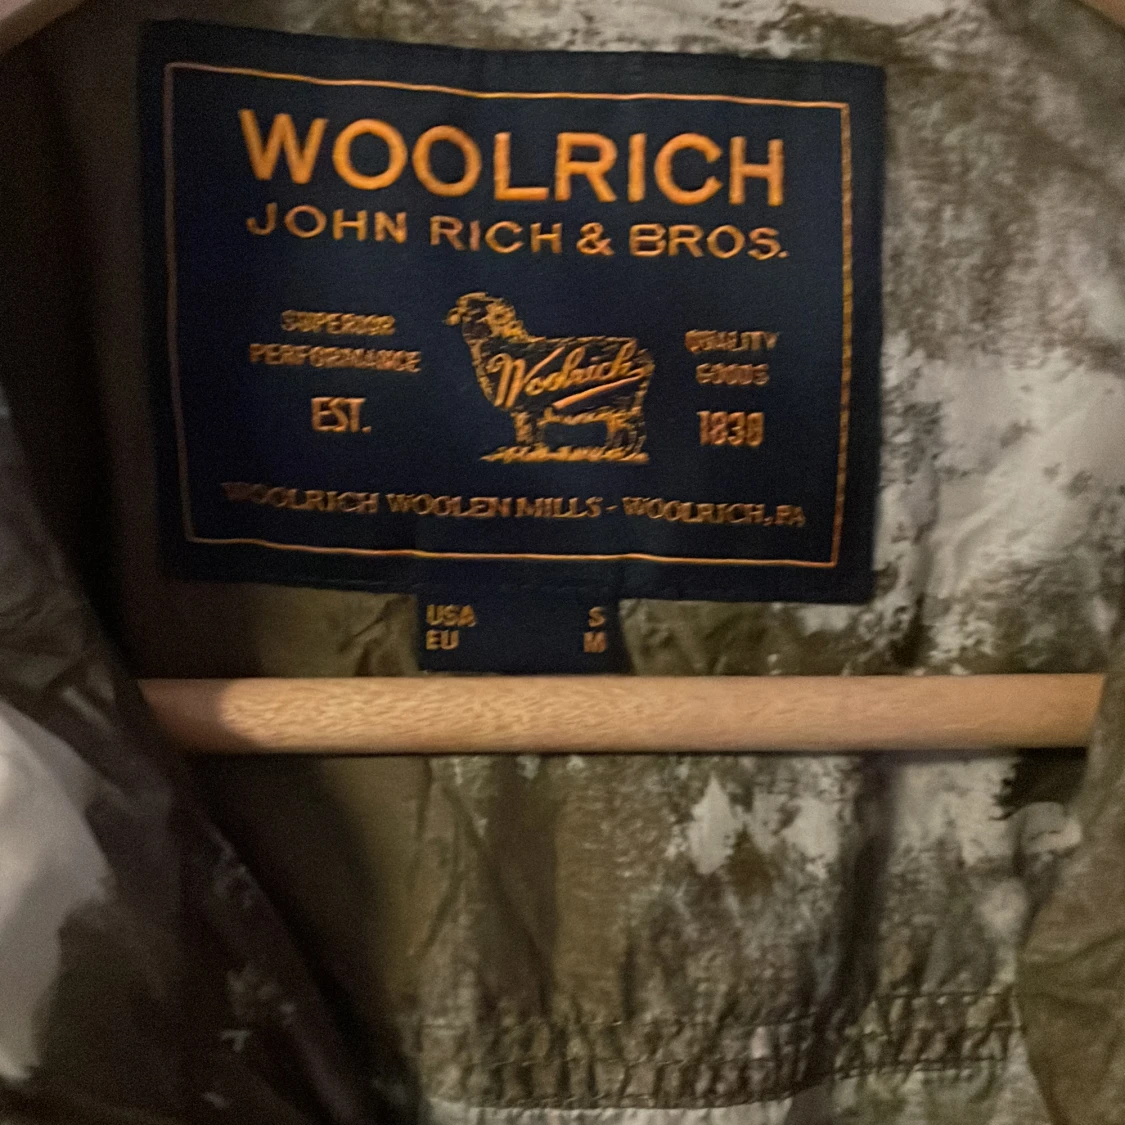 WOOLRICH
JOHN RICH & BROS.
SUPERIOR
PERFORMANCE
EST.
Woolrich
QUALITY
GOODS
1830
WOOLRICH WOOLEN MILLS - WOOLRICH, PA
USA S
EU M